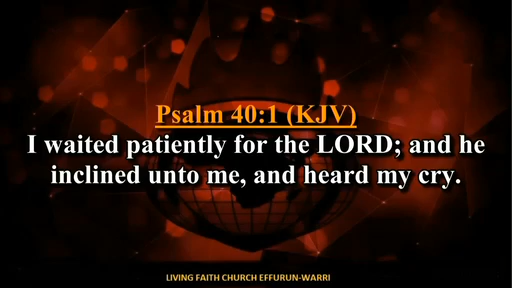 Psalm 40:1 (KJV)
I waited patiently for the LORD; and he
inclined unto me, and heard my cry.
LIVING FAITH CHURCH EFFURUN-WARRI